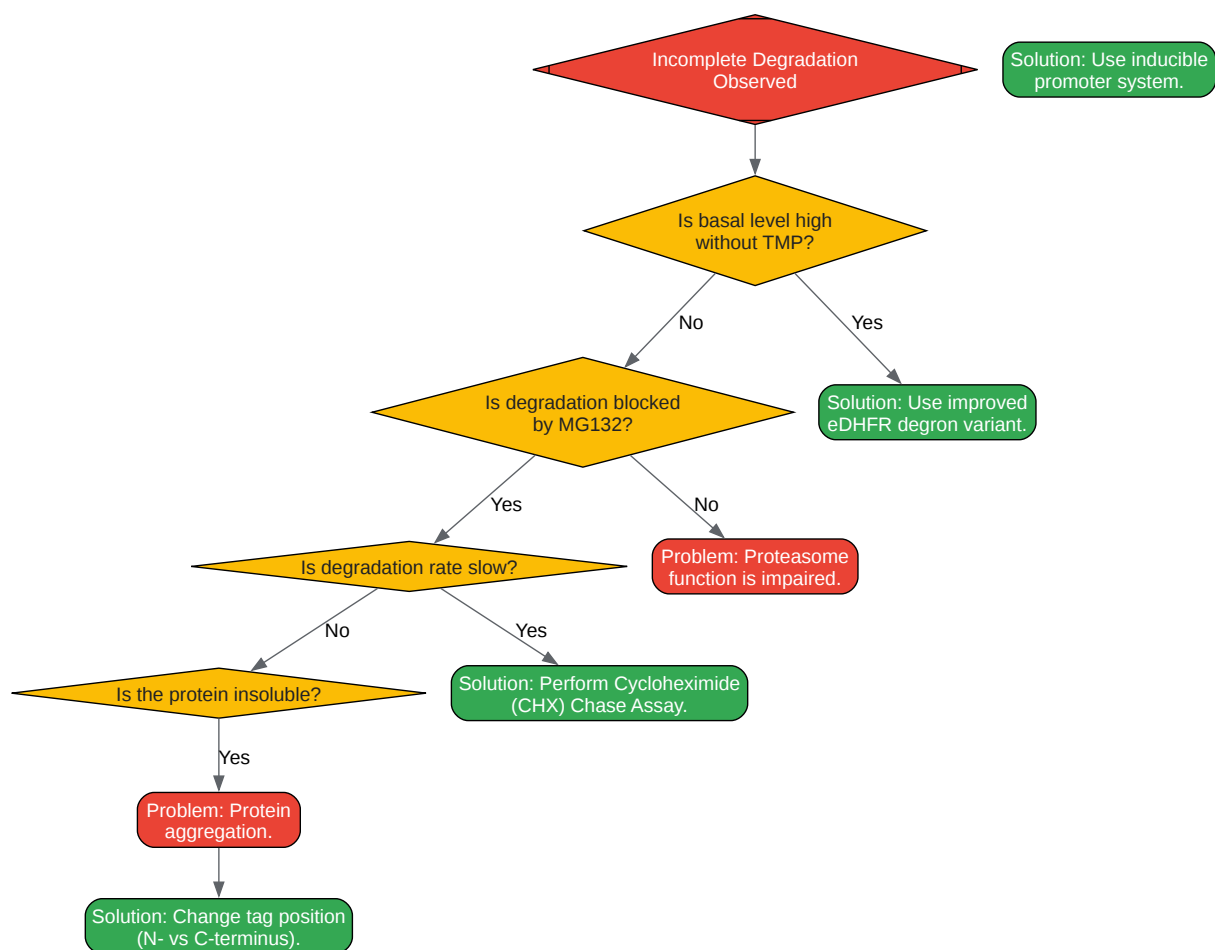 Incomplete Degradation
Observed
Solution: Use inducible
promoter system.
Is basal level high
without TMP?
No
Yes
Is degradation blocked
by MG132?
Solution: Use improved
eDHFR degron variant.
Yes
No
Is degradation rate slow?
Problem: Proteasome
function is impaired.
No
Yes
Is the protein insoluble?
Solution: Perform Cycloheximide
(CHX) Chase Assay.
Yes
Problem: Protein
aggregation.
Solution: Change tag position
(N- vs C-terminus).